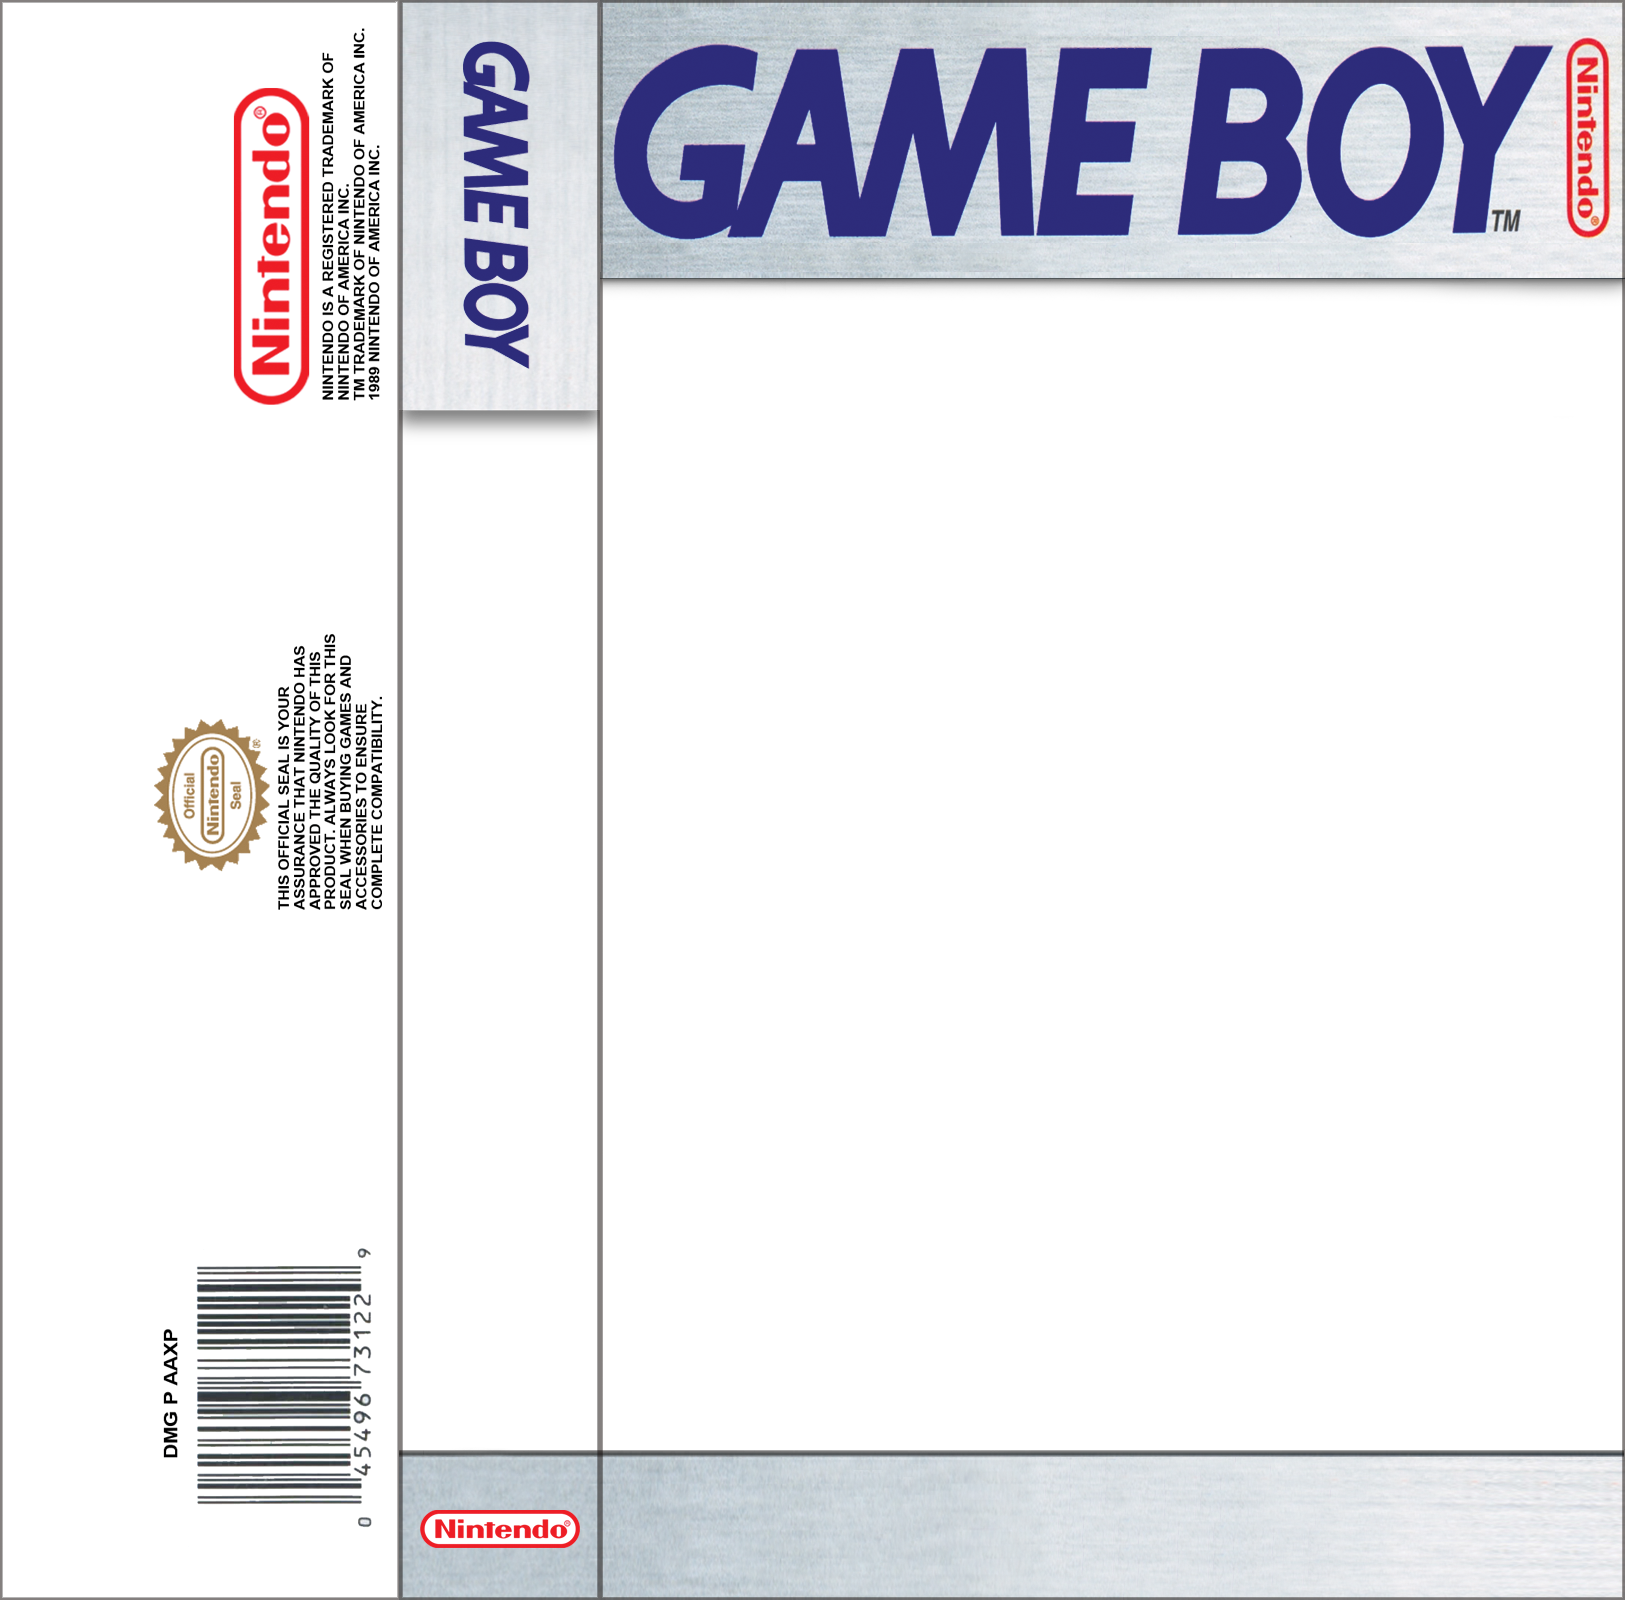 Nintendo®
NINTENDO IS A REGISTERED TRADEMARK OF
NINTENDO OF AMERICA INC.
TM TRADEMARK OF NINTENDO OF AMERICA INC.
1989 NINTENDO OF AMERICA INC.
Official
Nintendo
Seal
®
THIS OFFICIAL SEAL IS YOUR
ASSURANCE THAT NINTENDO HAS
APPROVED THE QUALITY OF THIS
PRODUCT. ALWAYS LOOK FOR THIS
SEAL WHEN BUYING GAMES AND
ACCESSORIES TO ENSURE
COMPLETE COMPATIBILITY.
DMG P AAXP
0 45496 73122 9
GAME BOY
Nintendo®
GAME BOY™
Nintendo®